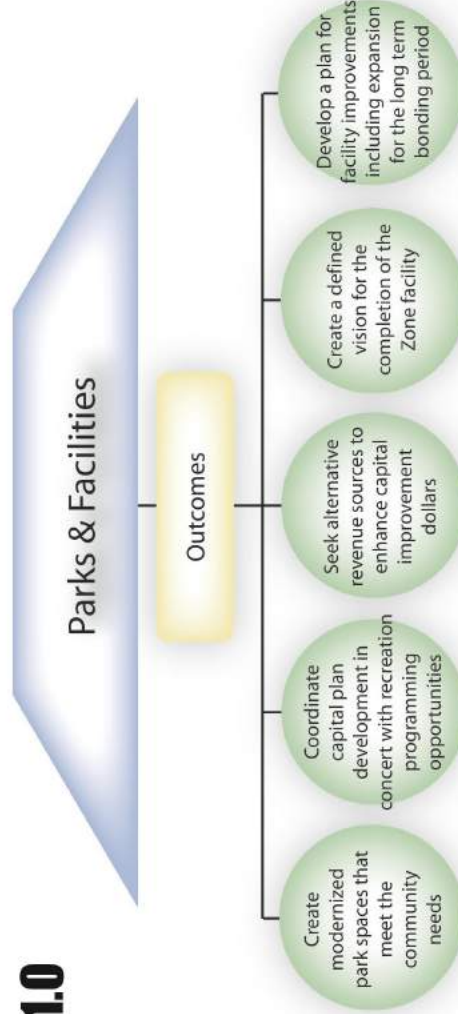 1.0
Parks & Facilities
Outcomes
Create
modernized
park spaces that
meet the
community
needs
Coordinate
capital plan
development in
concert with recreation
programming
opportunities
Seek alternative
revenue sources to
enhance capital
improvement
dollars
Create a defined
vision for the
completion of the
Zone facility
Develop a plan for
facility improvements
including expansion
for the long term
bonding period